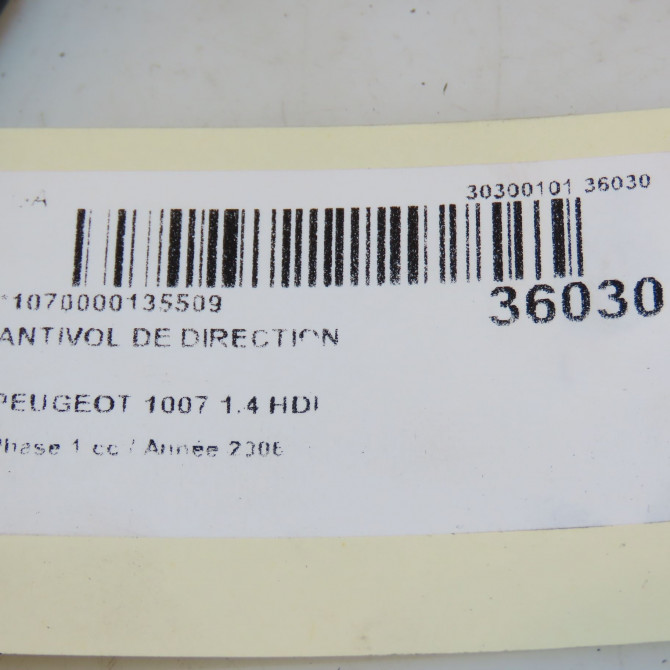 30300101 36030
*1070000135509
36030
ANTIVOL DE DIRECTION
PEUGEOT 1007 1.4 HDI
Phase 1 cc / Année 2006